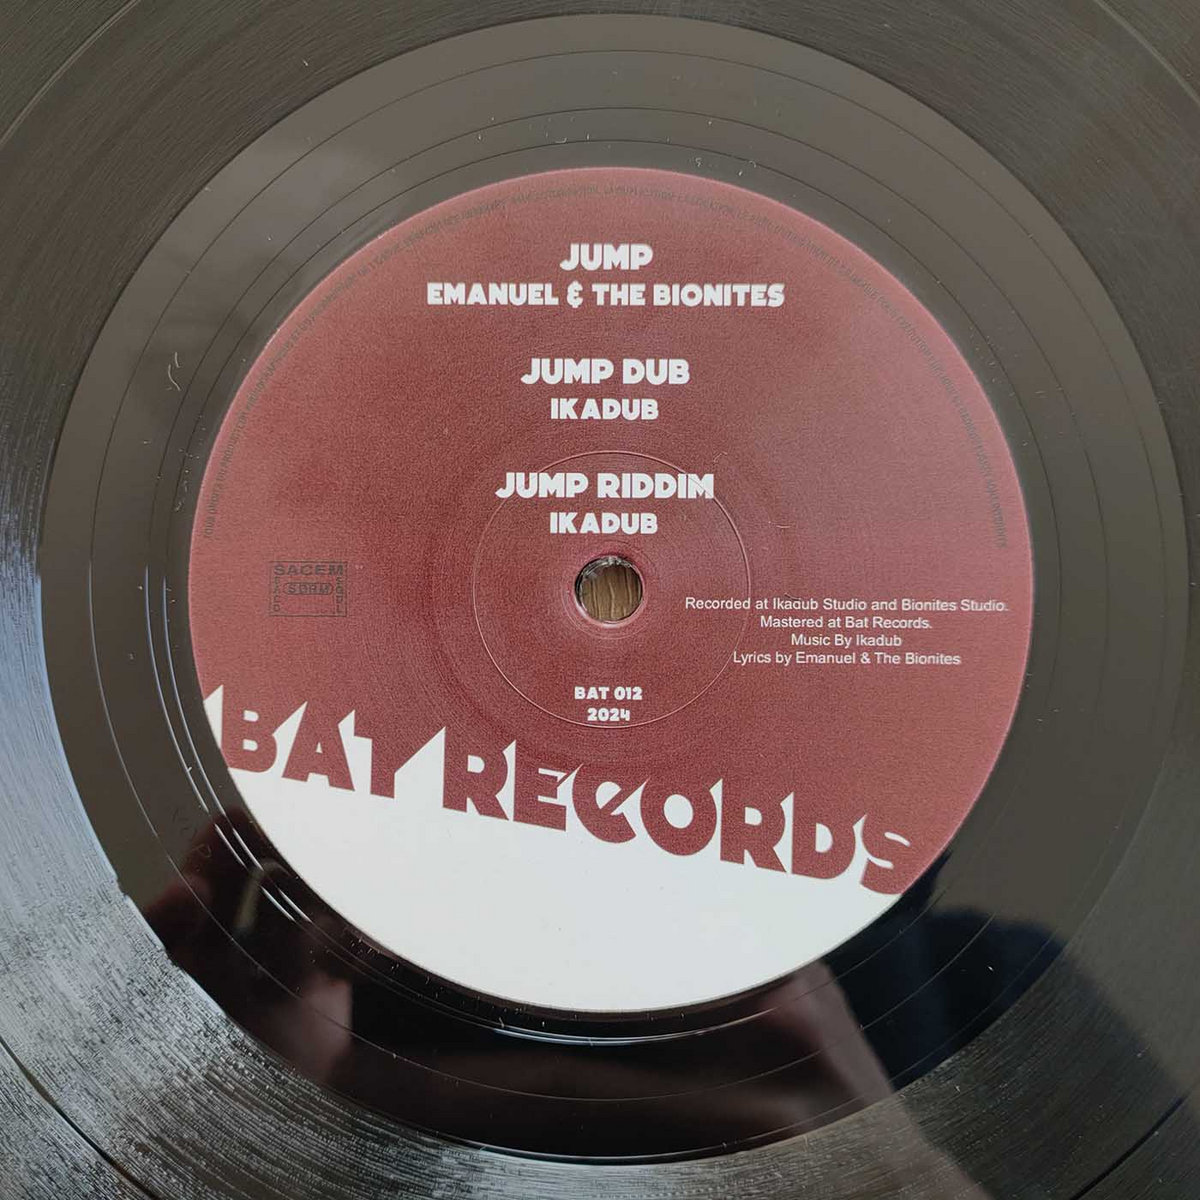 JUMP
EMANUEL & THE BIONITES
JUMP DUB
IKADUB
JUMP RIDDIM
IKADUB
SACEM
SDRM
Recorded at Ikadub Studio and Bionites Studio.
Mastered at Bat Records.
Music By Ikadub
Lyrics by Emanuel & The Bionites
BAT 012
2024
BAT RECORDS